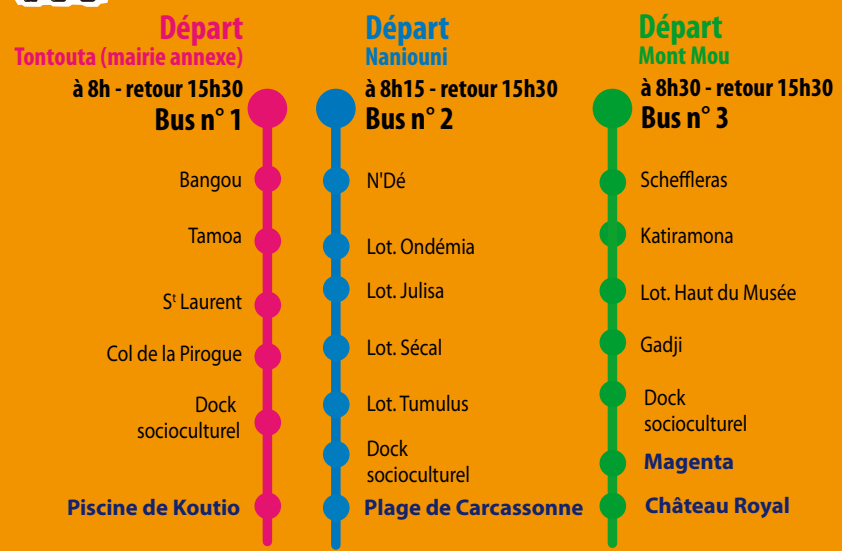 Départ
Tontouta (mairie annexe)
à 8h - retour 15h30
Bus n° 1
Bangou
Tamoa
St Laurent
Col de la Pirogue
Dock
socioculturel
Piscine de Koutio
Départ
Naniouni
à 8h15 - retour 15h30
Bus n° 2
N'Dé
Lot. Ondémia
Lot. Julisa
Lot. Sécal
Lot. Tumulus
Dock
socioculturel
Plage de Carcassonne
Départ
Mont Mou
à 8h30 - retour 15h30
Bus n° 3
Scheffleras
Katiramona
Lot. Haut du Musée
Gadji
Dock
socioculturel
Magenta
Château Royal